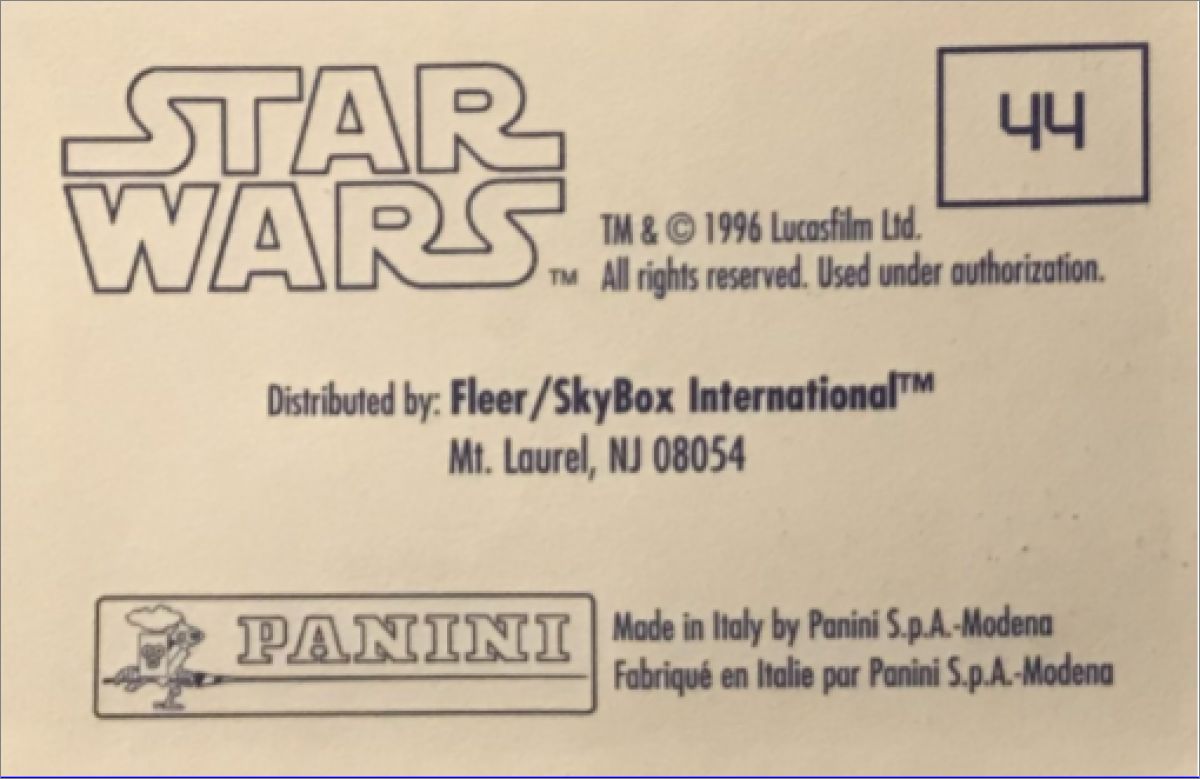 STAR
WARS
™
44
TM & © 1996 Lucasfilm Ltd.
All rights reserved. Used under authorization.
Distributed by: Fleer/SkyBox International™
Mt. Laurel, NJ 08054
PANINI
Made in Italy by Panini S.p.A.-Modena
Fabriqué en Italie par Panini S.p.A.-Modena